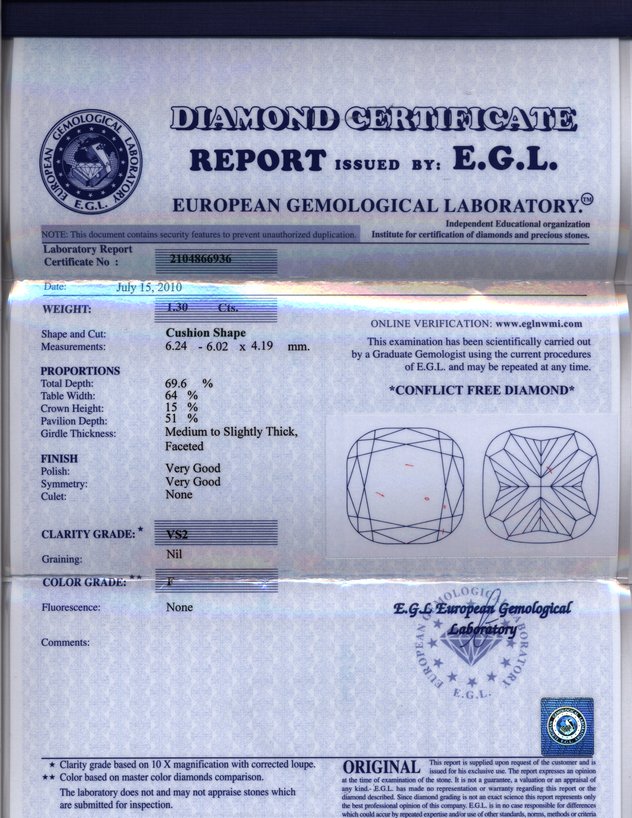 DIAMOND CERTIFICATE
REPORT ISSUED BY: E.G.L.
EUROPEAN GEMOLOGICAL LABORATORY.™
EUROPEAN GEMOLOGICAL LABORATORY
E.G.L.
Independent Educational organization
NOTE: This document contains security features to prevent unauthorized duplication.
Institute for certification of diamonds and precious stones.
Laboratory Report
Certificate No : 2104866936
Date: July 15, 2010
WEIGHT: 1.30 Cts.
Shape and Cut: Cushion Shape
Measurements: 6.24 - 6.02 x 4.19 mm.
PROPORTIONS
Total Depth: 69.6 %
Table Width: 64 %
Crown Height: 15 %
Pavilion Depth: 51 %
Girdle Thickness: Medium to Slightly Thick,
Faceted
FINISH
Polish: Very Good
Symmetry: Very Good
Culet: None
CLARITY GRADE: * VS2
Graining: Nil
COLOR GRADE: ** F
Fluorescence: None
Comments:
ONLINE VERIFICATION: www.eglnwmi.com
This examination has been scientifically carried out
by a Graduate Gemologist using the current procedures
of E.G.L. and may be repeated at any time.
*CONFLICT FREE DIAMOND*
E.G.L European Gemological
Laboratory
EUROPEAN GEMOLOGICAL LABORATORY
E.G.L.
* Clarity grade based on 10 X magnification with corrected loupe.
** Color based on master color diamonds comparison.
The laboratory does not and may not appraise stones which
are submitted for inspection.
ORIGINAL This report is supplied upon request of the customer and is
issued for his exclusive use. The report expresses an opinion
at the time of examination of the stone. It is not a guarantee, a valuation or an appraisal of
any kind.- .E.G.L. has made no representation or warranty regarding this report or the
diamond described. Since diamond grading is not an exact science this report represents only
the best professional opinion of this company. E.G.L. is in no case responsible for differences
which could occur by repeated expertise and/or use of other standards, norms, methods or criteria